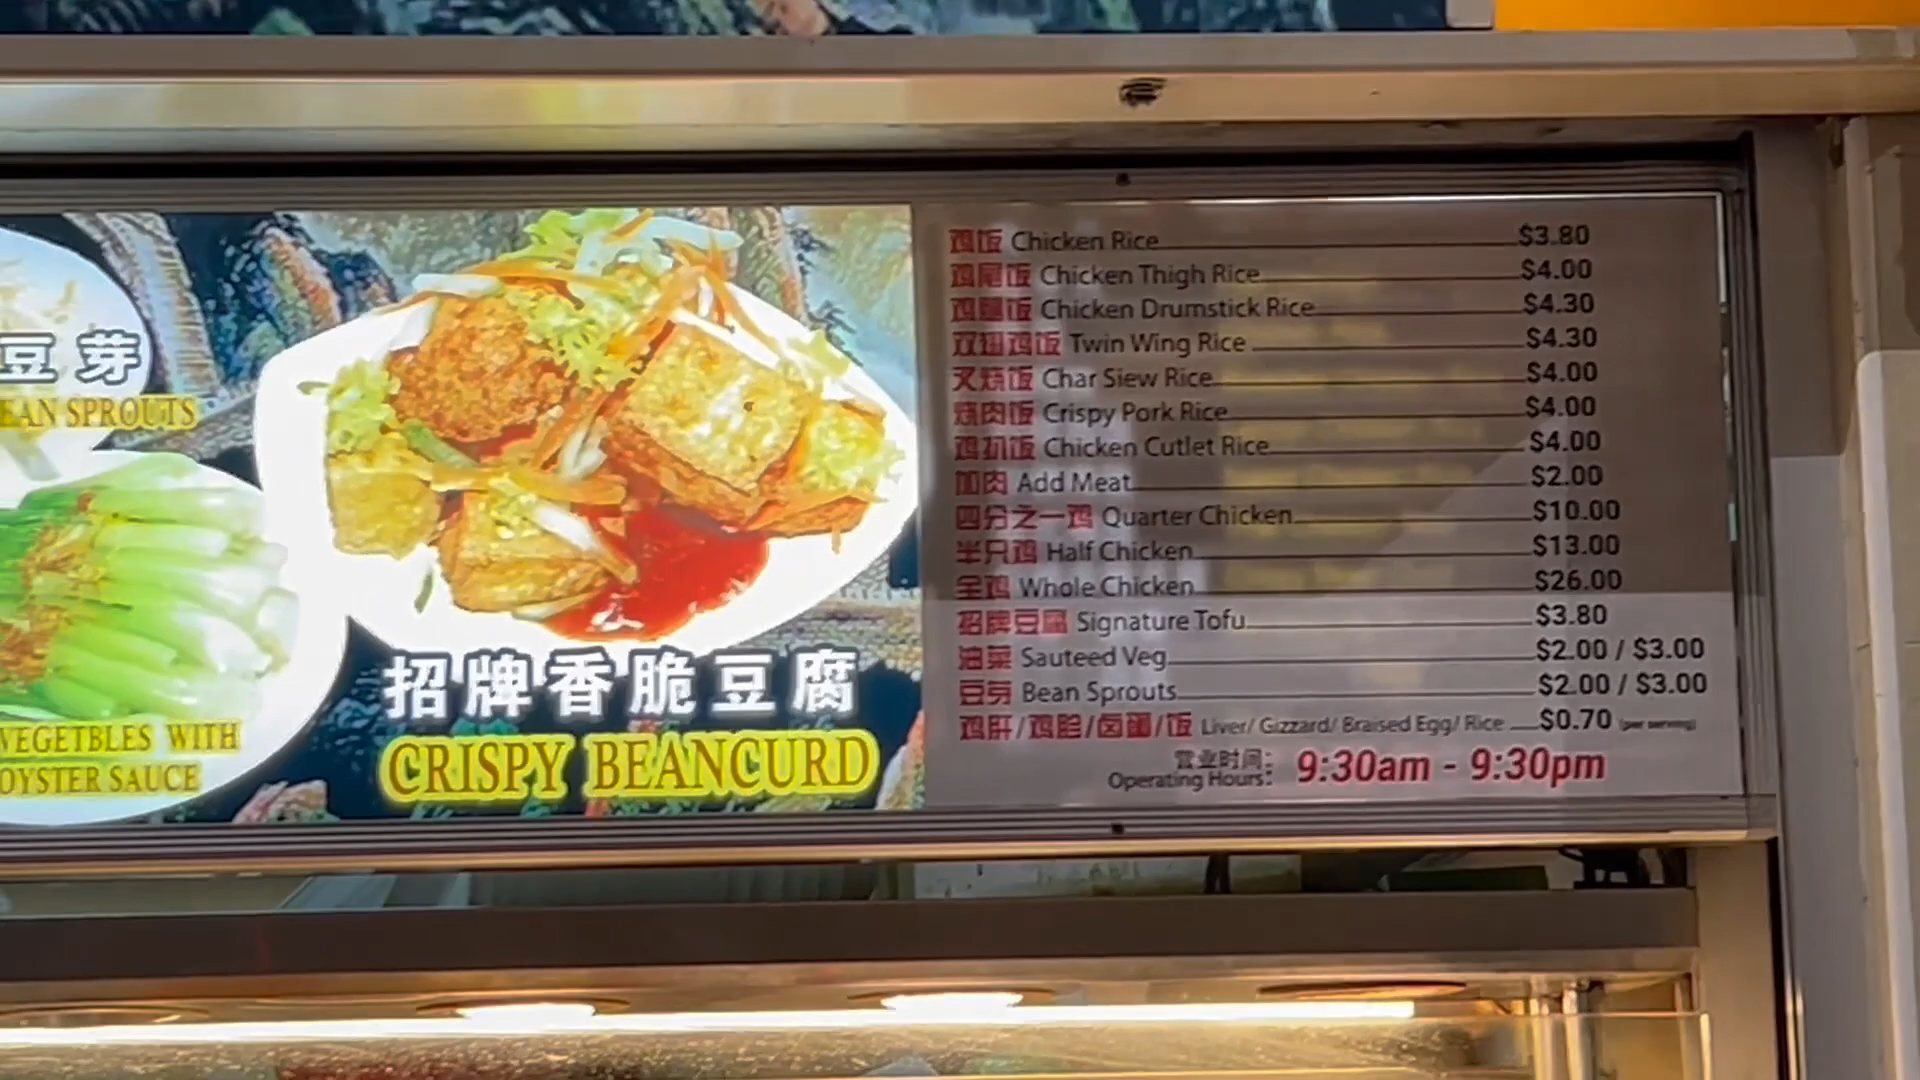 豆芽
EAN SPROUTS
VEGETBLES WITH
OYSTER SAUCE
招牌香脆豆腐
CRISPY BEANCURD
鸡饭 Chicken Rice $3.80
鸡尾饭 Chicken Thigh Rice $4.00
鸡腿饭 Chicken Drumstick Rice $4.30
双翅鸡饭 Twin Wing Rice $4.30
叉烧饭 Char Siew Rice $4.00
烧肉饭 Crispy Pork Rice $4.00
鸡扒饭 Chicken Cutlet Rice $4.00
加肉 Add Meat $2.00
四分之一鸡 Quarter Chicken $10.00
半只鸡 Half Chicken $13.00
全鸡 Whole Chicken $26.00
招牌豆腐 Signature Tofu $3.80
油菜 Sauteed Veg $2.00 / $3.00
豆芽 Bean Sprouts $2.00 / $3.00
鸡肝/鸡胗/卤蛋/饭 Liver/ Gizzard/ Braised Egg/ Rice $0.70 (per serving)
营业时间:
Operating Hours: 9:30am - 9:30pm